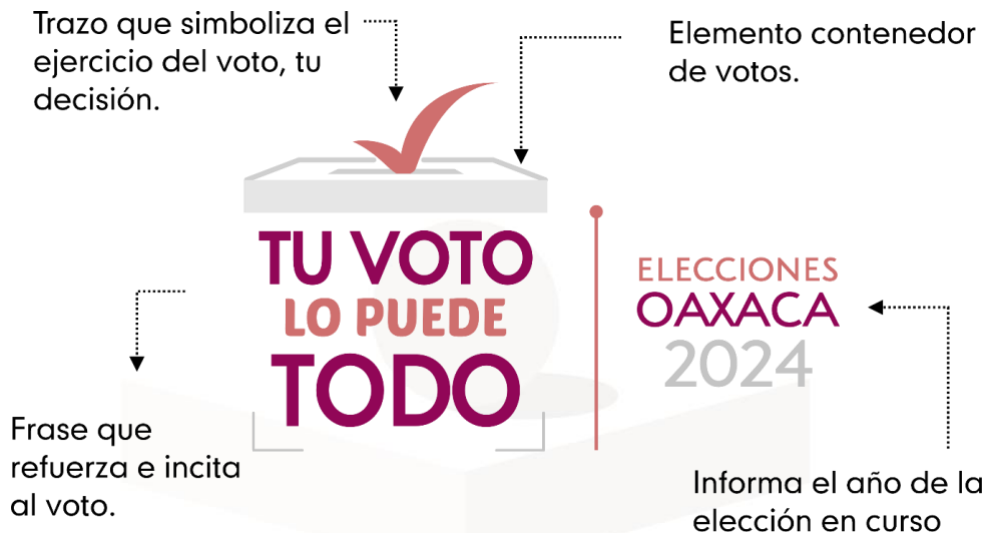 Trazo que simboliza el
ejercicio del voto, tu
decisión.
Elemento contenedor
de votos.
TU VOTO
LO PUEDE
TODO
ELECCIONES
OAXACA
2024
Frase que
refuerza e incita
al voto.
Informa el año de la
elección en curso